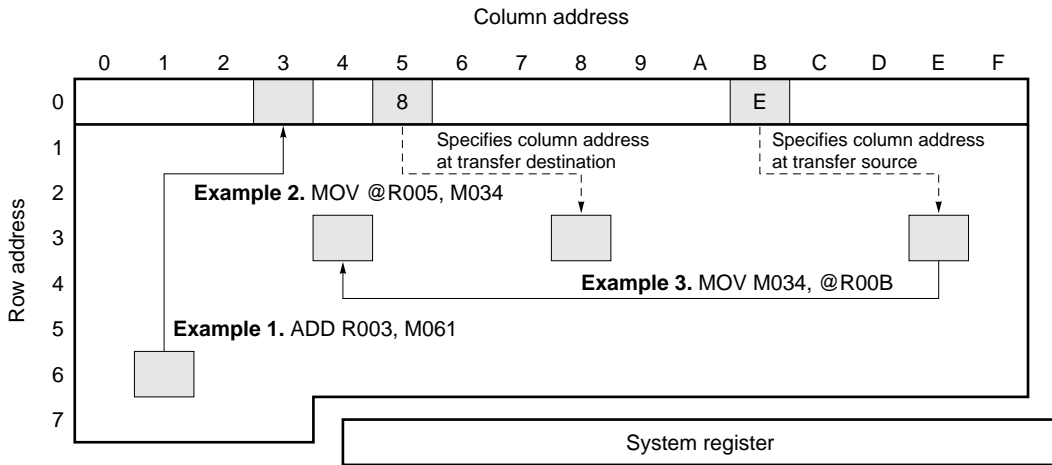 Column address
0 1 2 3 4 5 6 7 8 9 A B C D E F
0 8 E
1 Specifies column address Specifies column address
at transfer destination at transfer source
2 Example 2. MOV @R005, M034
3
4 Example 3. MOV M034, @R00B
Row address
5 Example 1. ADD R003, M061
6
7
System register